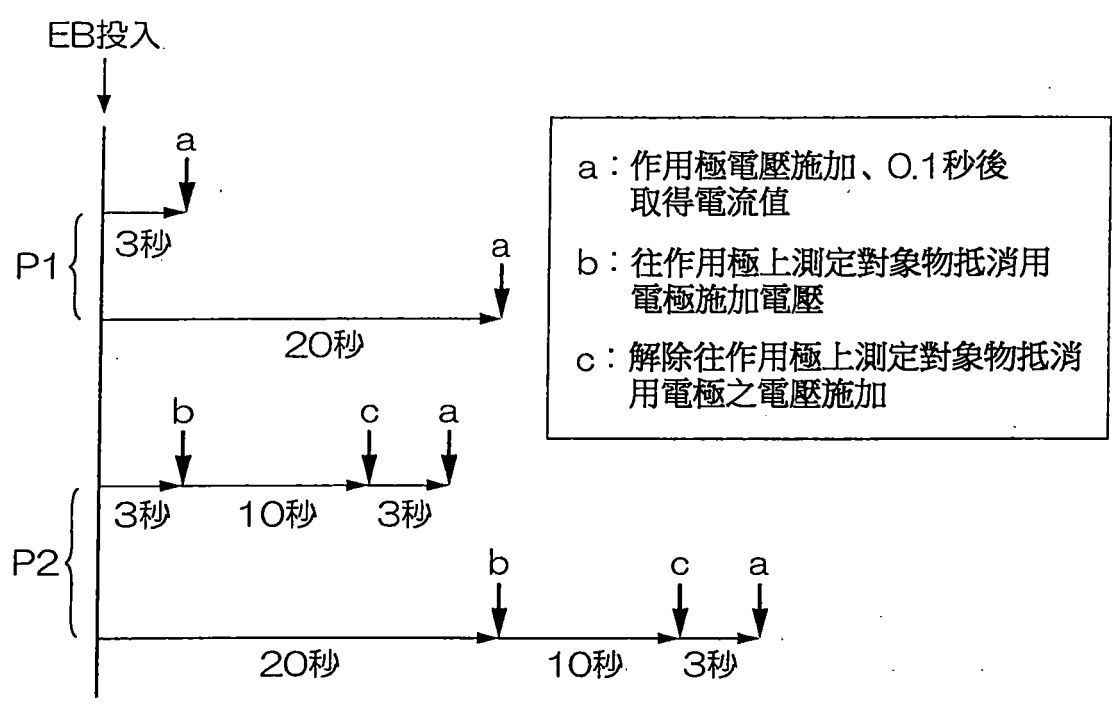 EB投入
a
3秒
P1
a
20秒
a：作用極電壓施加、0.1秒後
取得電流值
b：往作用極上測定對象物抵消用
電極施加電壓
c：解除往作用極上測定對象物抵消
用電極之電壓施加
b c a
3秒 10秒 3秒
P2
b c a
20秒 10秒 3秒